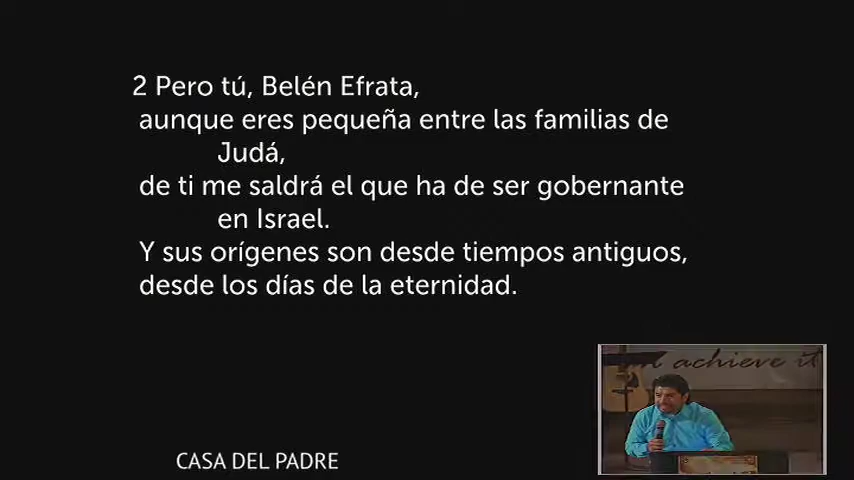 2 Pero tú, Belén Efrata,
aunque eres pequeña entre las familias de
Judá,
de ti me saldrá el que ha de ser gobernante
en Israel.
Y sus orígenes son desde tiempos antiguos,
desde los días de la eternidad.
achieve it
CASA DEL PADRE